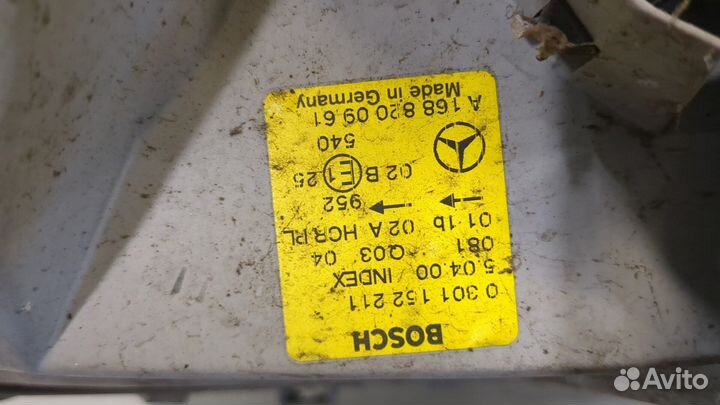 BOSCH
0 301 152 211
5.04.00 INDEX
081 Q03 04
01 1b 02 A HCR PL
952
02 B E1 25
540
A 168 820 09 61
Made in Germany
Avito